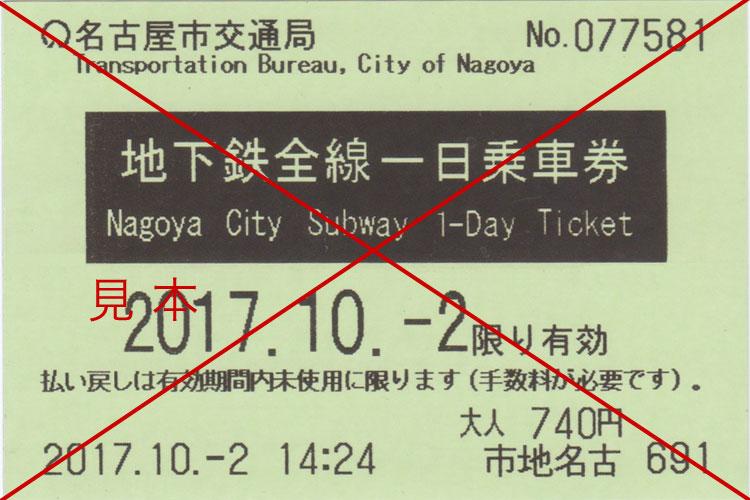 名古屋市交通局 No.077581
Transportation Bureau, City of Nagoya
地下鉄全線一日乗車券
Nagoya City Subway 1-Day Ticket
見本
2017.10.-2限り有効
払い戻しは有効期間内未使用に限ります(手数料が必要です)。
大人 740円
2017.10.-2 14:24 市地名古 691